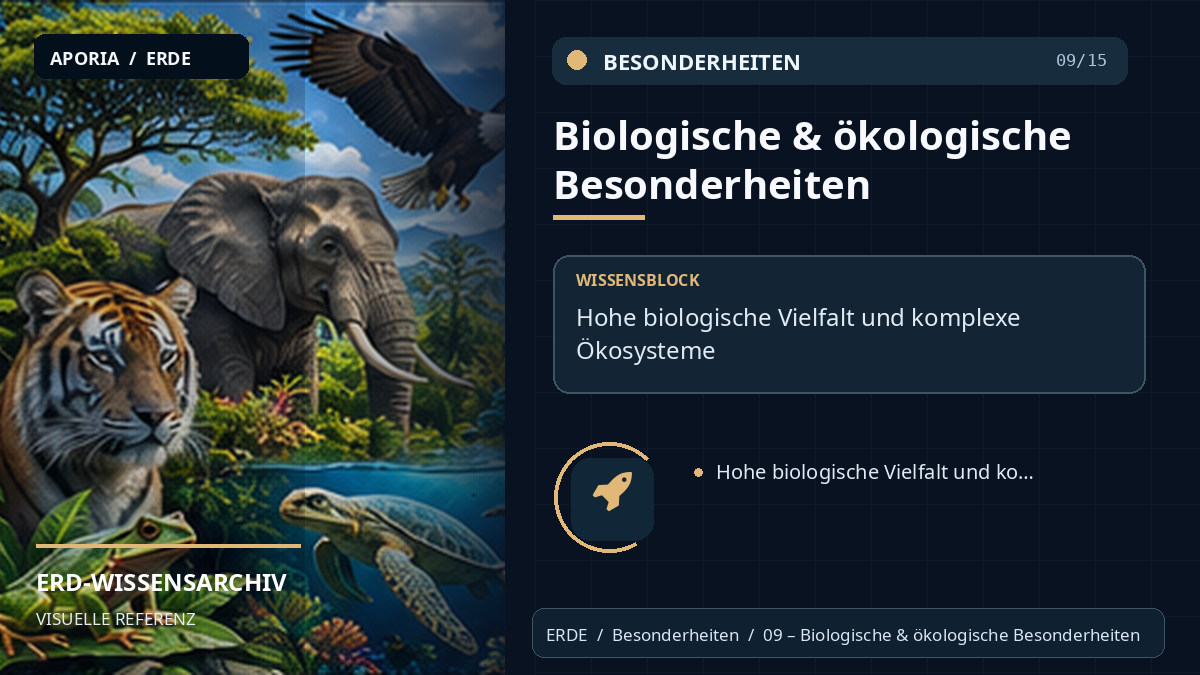 APORIA / ERDE
ERD-WISSENSARCHIV
VISUELLE REFERENZ
BESONDERHEITEN
09/15
Biologische & ökologische
Besonderheiten
WISSENSBLOCK
Hohe biologische Vielfalt und komplexe
Ökosysteme
Hohe biologische Vielfalt und ko...
ERDE / Besonderheiten / 09 – Biologische & ökologische Besonderheiten